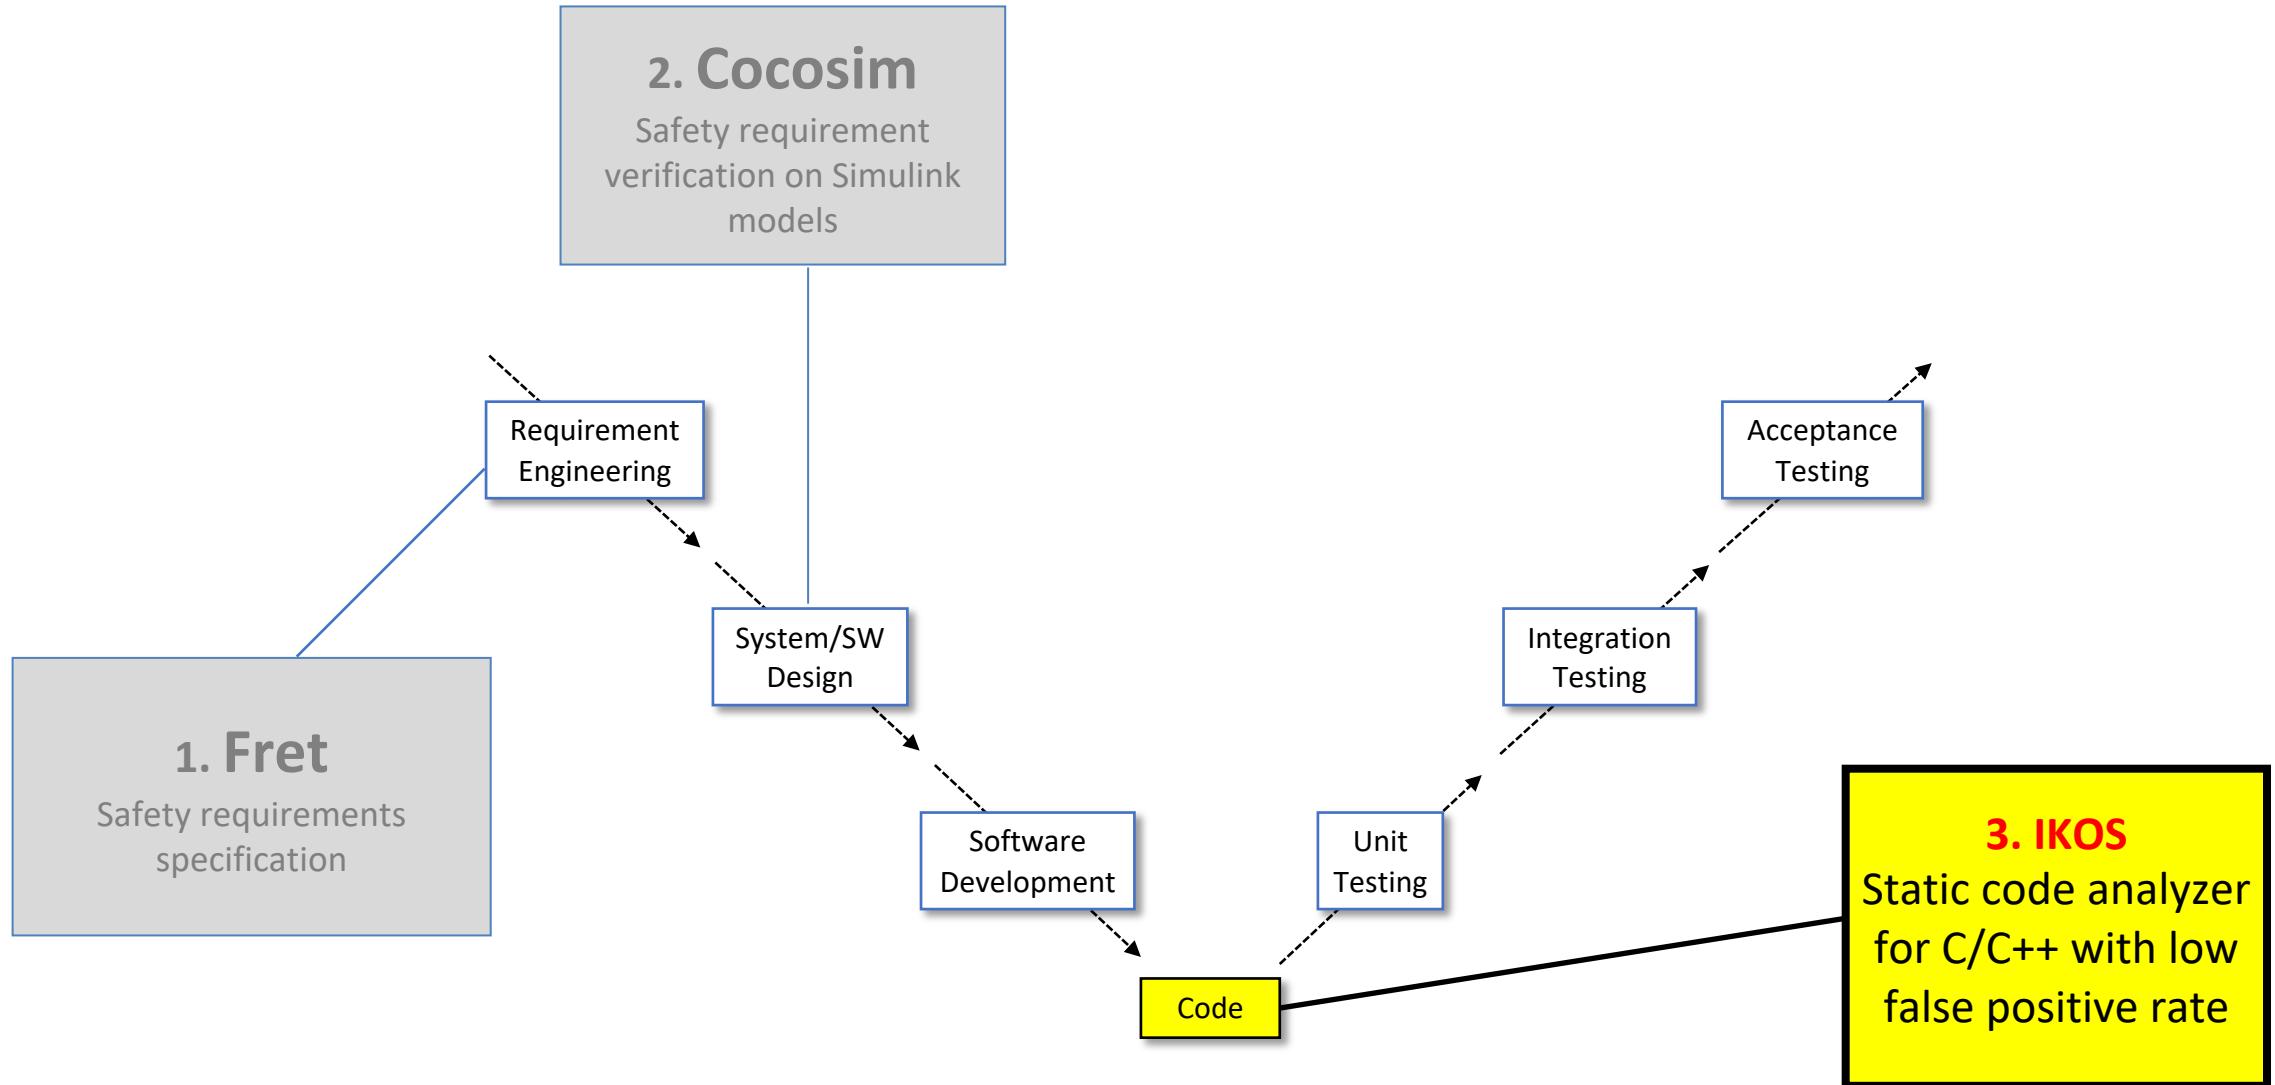 2. Cocosim
Safety requirement
verification on Simulink
models
Requirement
Engineering
Acceptance
Testing
System/SW
Design
Integration
Testing
1. Fret
Safety requirements
specification
Software
Development
Unit
Testing
3. IKOS
Static code analyzer
for C/C++ with low
false positive rate
Code